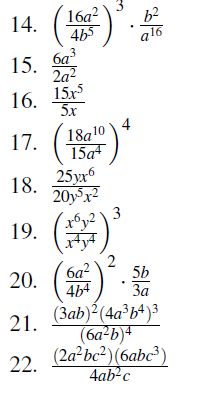 14. (16a²/4b⁵)³ · b²/a¹⁶
15. 6a³/2a²
16. 15x⁵/5x
17. (18a¹⁰/15a⁴)⁴
18. 25yx⁶/20y⁵x²
19. (x⁶y²/x⁴y⁴)³
20. (6a²/4b⁴)² · 5b/3a
21. (3ab)²(4a³b⁴)³/(6a²b)⁴
22. (2a²bc²)(6abc³)/4ab²c